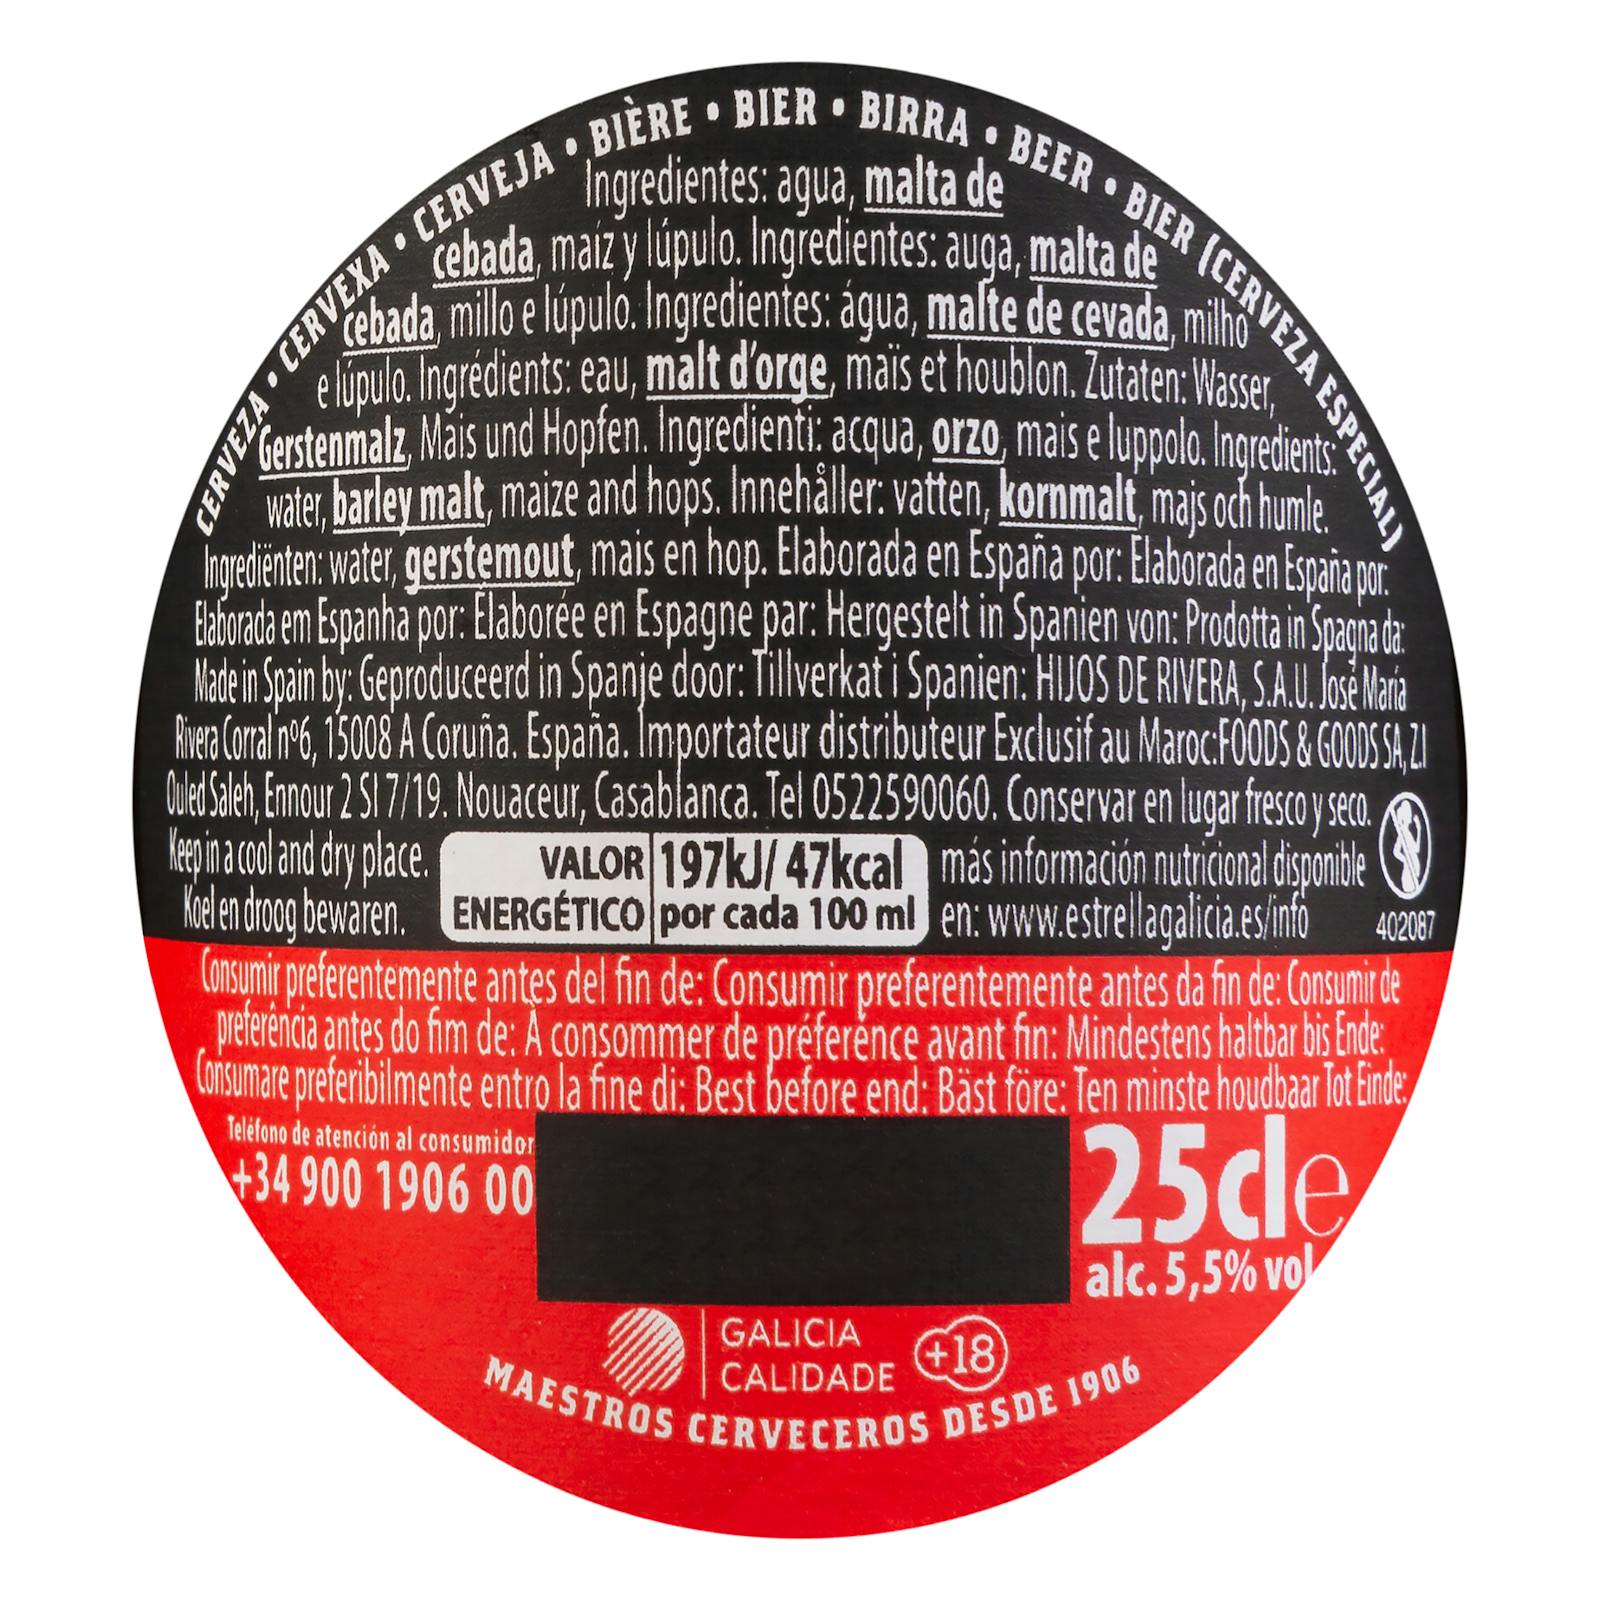 CERVEZA • CERVEXA • CERVEJA • BIÈRE • BIER • BIRRA • BEER • BIER (CERVEZA ESPECIAL)
Ingredientes: agua, malta de
cebada, maíz y lúpulo. Ingredientes: auga, malta de
cebada, millo e lúpulo. Ingredientes: água, malte de cevada, milho
e lúpulo. Ingrédients: eau, malt d'orge, maïs et houblon. Zutaten: Wasser,
Gerstenmalz, Mais und Hopfen. Ingredienti: acqua, orzo, mais e luppolo. Ingredients:
water, barley malt, maize and hops. Innehåller: vatten, kornmalt, majs och humle.
Ingrediënten: water, gerstemout, mais en hop. Elaborada en España por: Elaborada en España por:
Elaborada em Espanha por: Élaborée en Espagne par: Hergestelt in Spanien von: Prodotta in Spagna da:
Made in Spain by: Geproduceerd in Spanje door: Tillverkat i Spanien: HIJOS DE RIVERA, S.A.U. José María
Rivera Corral nº6, 15008 A Coruña. España. Importateur distributeur Exclusif au Maroc:FOODS & GOODS SA, Z.I
Ouled Saleh, Ennour 2 SI 7/19. Nouaceur, Casablanca. Tel 0522590060. Conservar en lugar fresco y seco.
Keep in a cool and dry place.
Koel en droog bewaren.
VALOR ENERGÉTICO
197kJ/ 47kcal
por cada 100 ml
más información nutricional disponible
en: www.estrellagalicia.es/info
402087
Consumir preferentemente antes del fin de: Consumir preferentemente antes da fin de: Consumir de
preferência antes do fim de: À consommer de préférence avant fin: Mindestens haltbar bis Ende:
Consumare preferibilmente entro la fine di: Best before end: Bäst före: Ten minste houdbaar Tot Einde:
Teléfono de atención al consumidor
+34 900 1906 00
25cl e
alc. 5,5% vol
GALICIA
CALIDADE
+18
MAESTROS CERVECEROS DESDE 1906